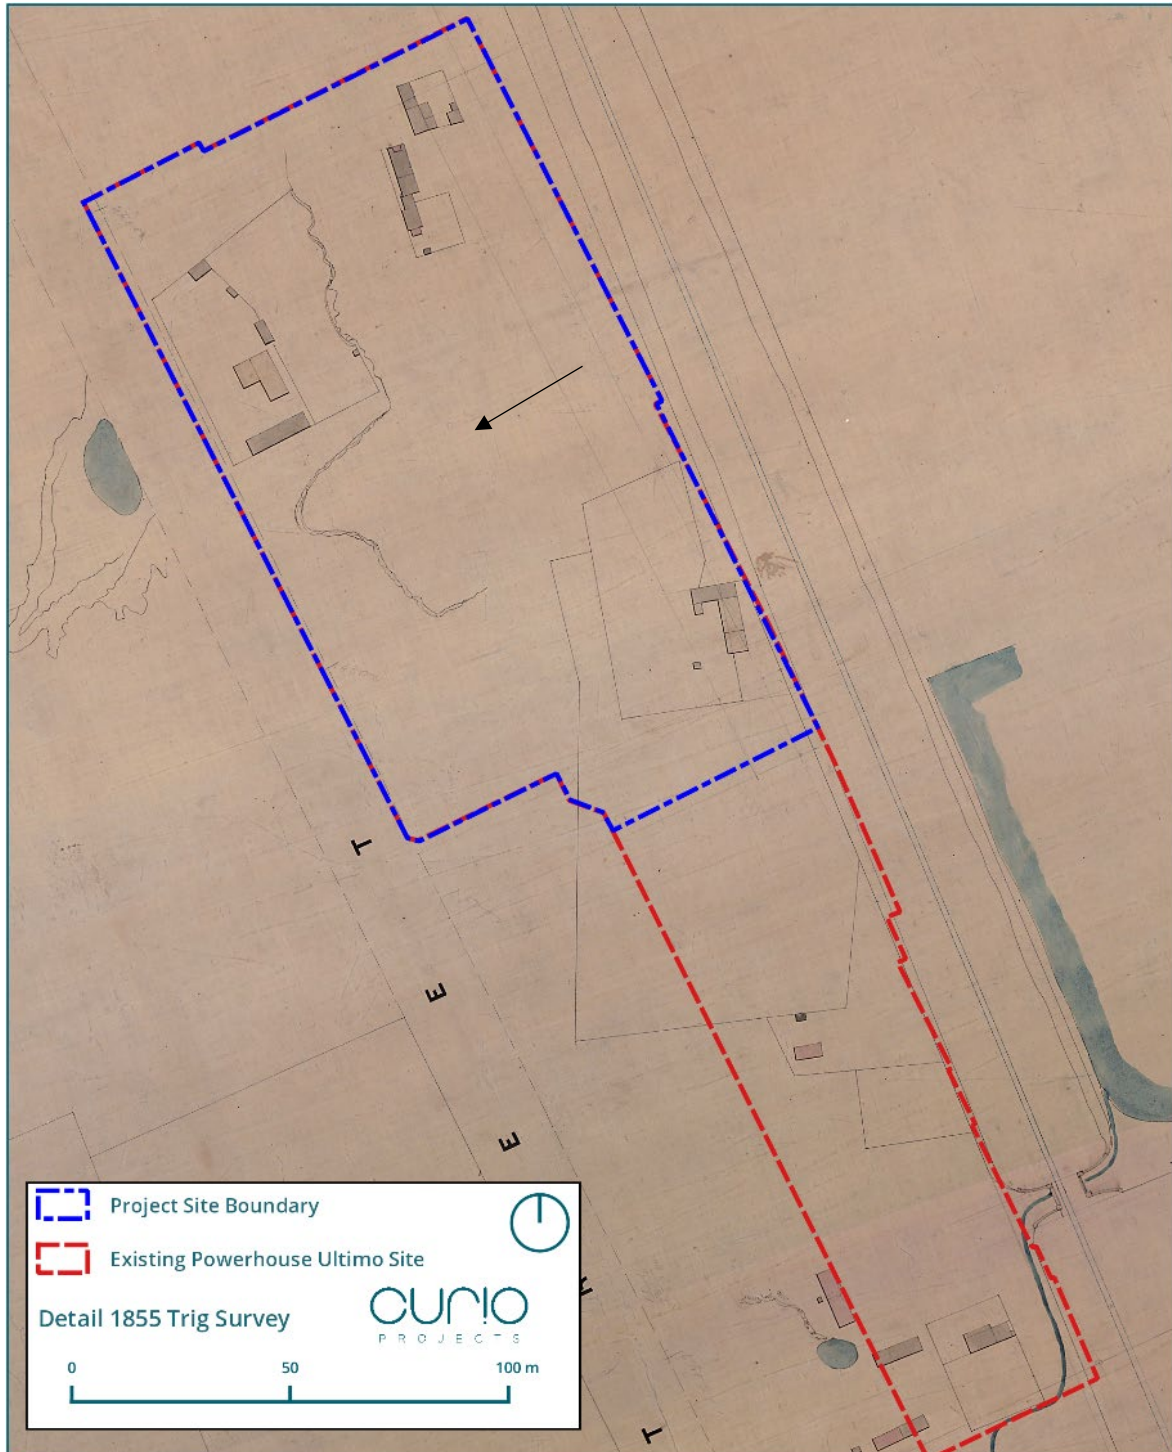 T
E
E
R
T
Project Site Boundary
Existing Powerhouse Ultimo Site
Detail 1855 Trig Survey
CURIO
PROJECTS
0 50 100 m